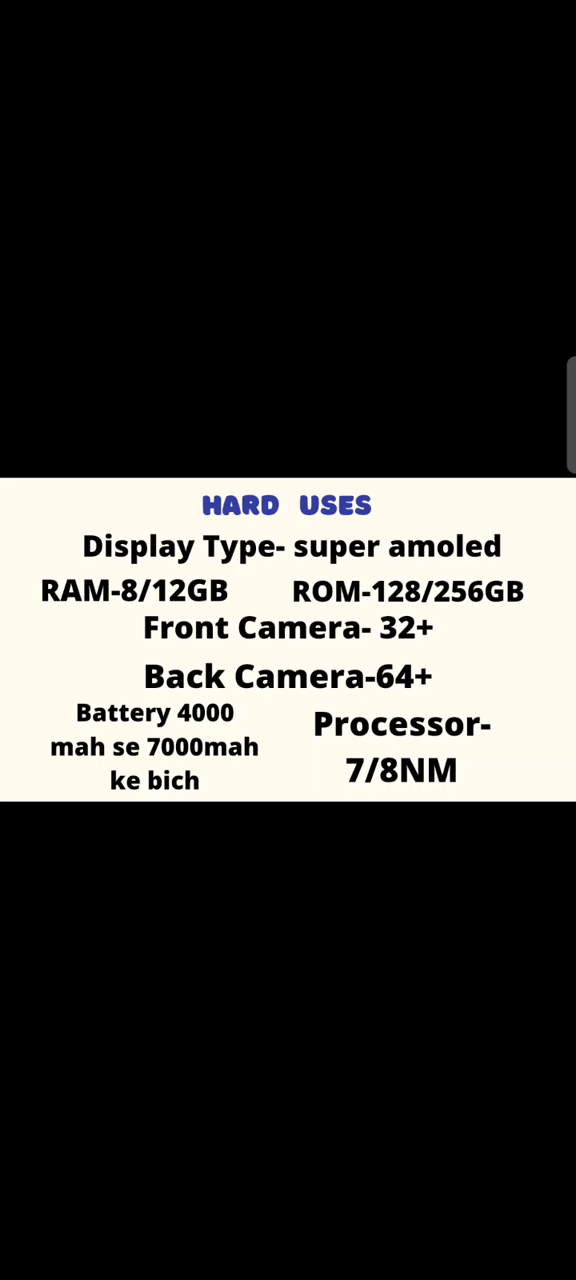 HARD USES
Display Type- super amoled
RAM-8/12GB
ROM-128/256GB
Front Camera- 32+
Back Camera-64+
Battery 4000
mah se 7000mah
ke bich
Processor-
7/8NM